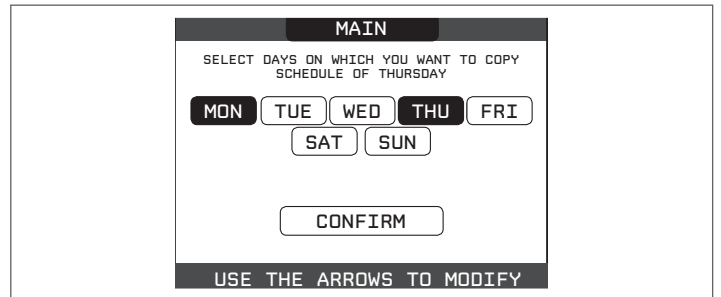 MAIN
SELECT DAYS ON WHICH YOU WANT TO COPY
SCHEDULE OF THURSDAY
MON TUE WED THU FRI
SAT SUN
CONFIRM
USE THE ARROWS TO MODIFY